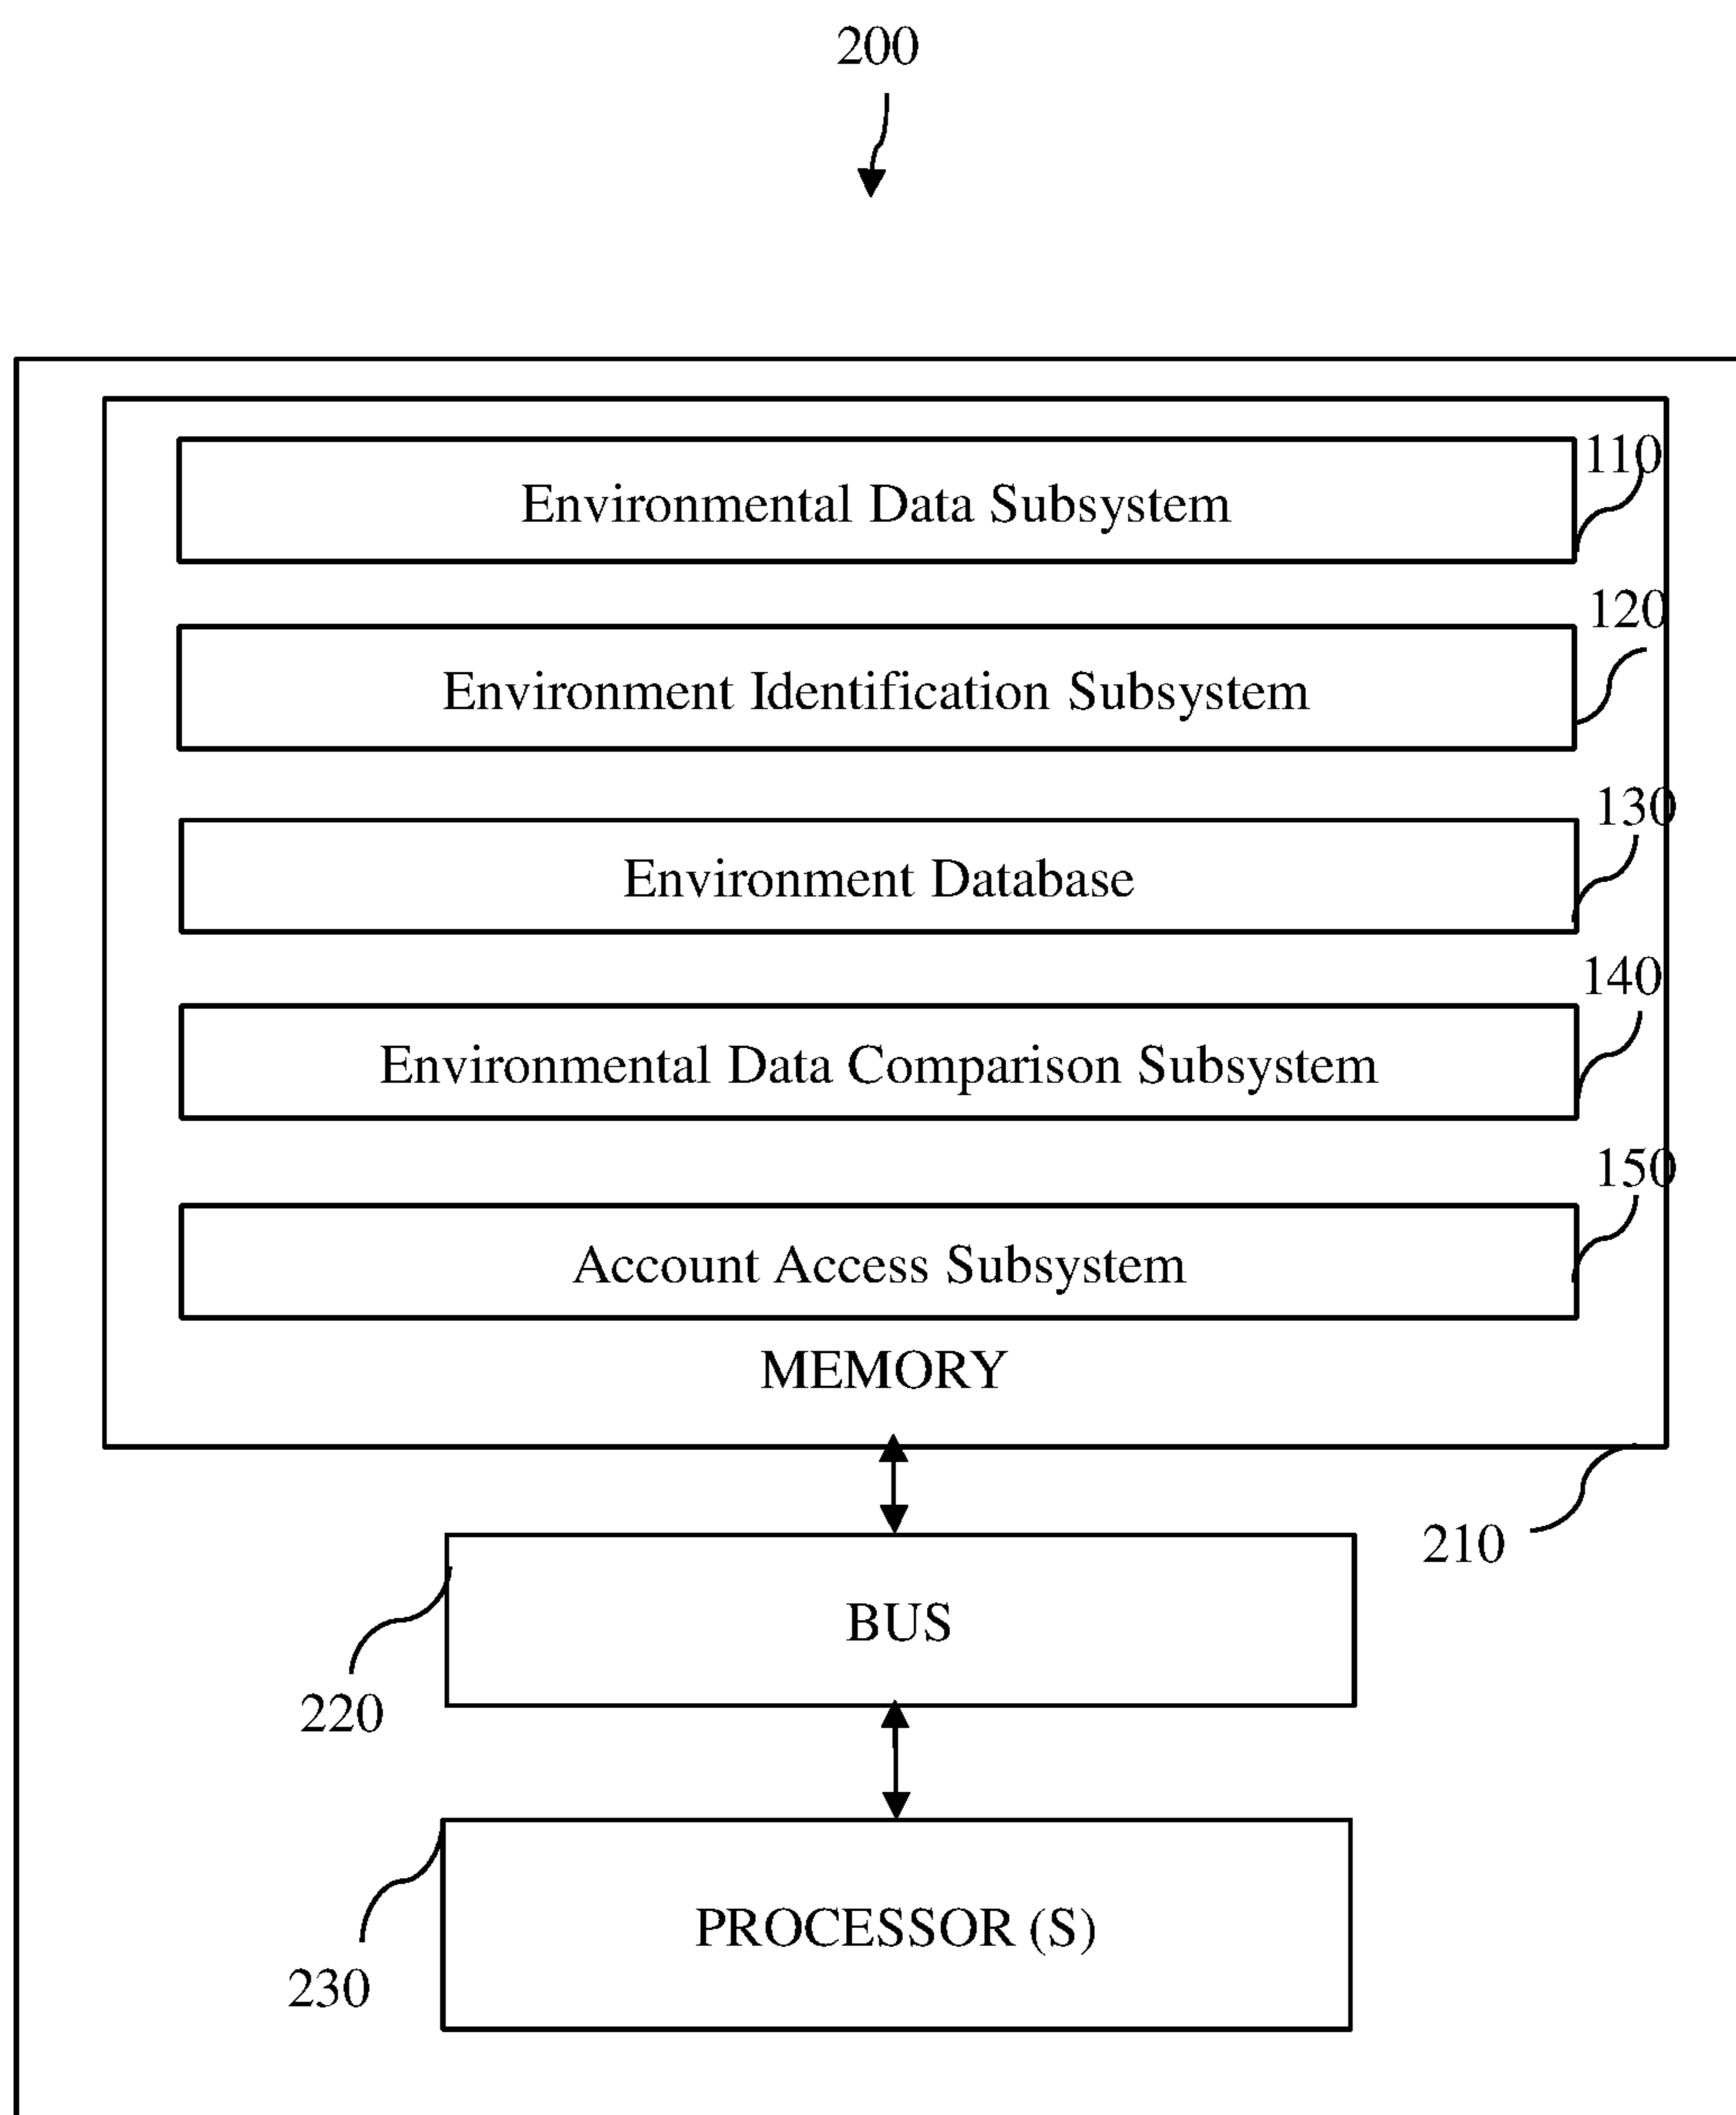 200
110
Environmental Data Subsystem
120
Environment Identification Subsystem
130
Environment Database
140
Environmental Data Comparison Subsystem
150
Account Access Subsystem
MEMORY
210
BUS
220
PROCESSOR (S)
230